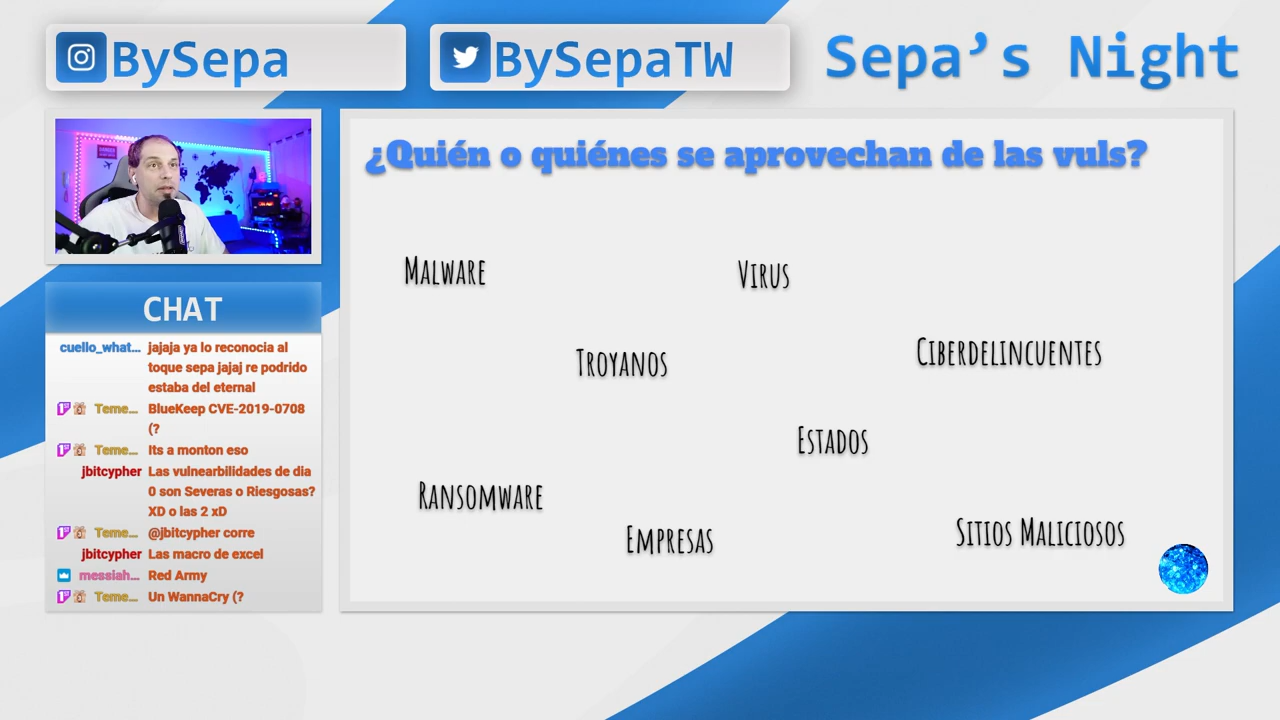 BySepa
BySepaTW
Sepa’s Night
¿Quién o quiénes se aprovechan de las vuls?
Malware
Virus
Troyanos
Ciberdelincuentes
Estados
Ransomware
Empresas
Sitios Maliciosos
CHAT
cuello_what... jajaja ya lo reconocia al
toque sepa jajaj re podrido
estaba del eternal
Teme... BlueKeep CVE-2019-0708
(?
Teme... Its a monton eso
jbitcypher Las vulnearbilidades de dia
0 son Severas o Riesgosas?
XD o las 2 xD
Teme... @jbitcypher corre
jbitcypher Las macro de excel
messiah... Red Army
Teme... Un WannaCry (?